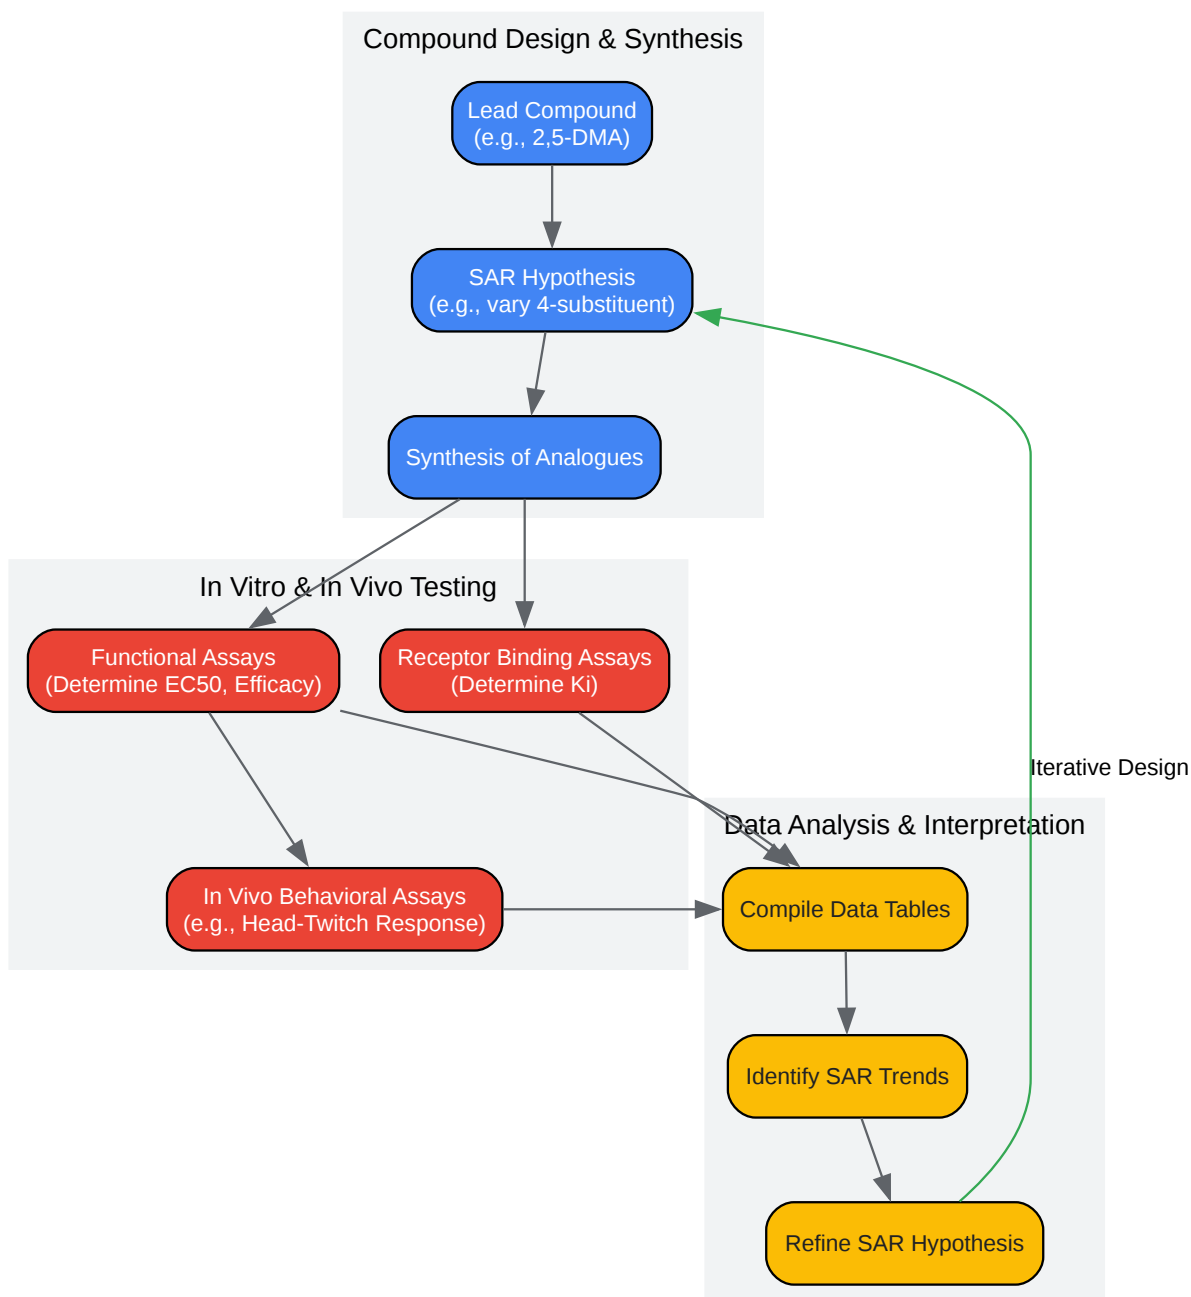 Compound Design & Synthesis
Lead Compound
(e.g., 2,5-DMA)
SAR Hypothesis
(e.g., vary 4-substituent)
Synthesis of Analogues
In Vitro & In Vivo Testing
Functional Assays
(Determine EC50, Efficacy)
Receptor Binding Assays
(Determine Ki)
Iterative Design
Data Analysis & Interpretation
In Vivo Behavioral Assays
(e.g., Head-Twitch Response)
Compile Data Tables
Identify SAR Trends
Refine SAR Hypothesis